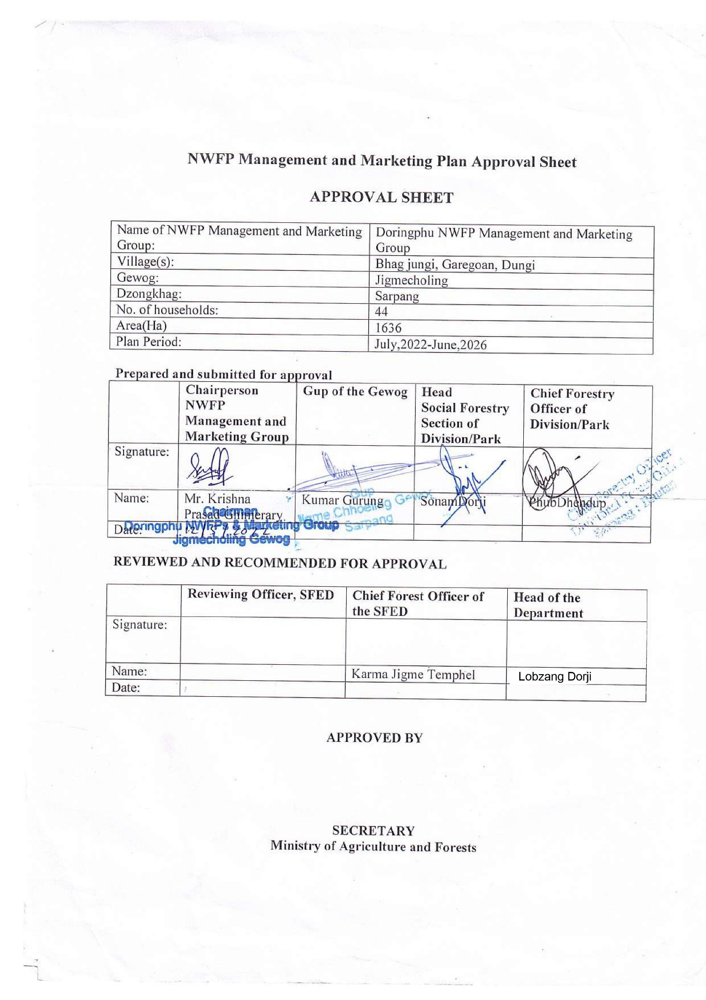 NWFP Management and Marketing Plan Approval Sheet
APPROVAL SHEET
Name of NWFP Management and Marketing Group: Doringphu NWFP Management and Marketing Group
Village(s): Bhag jungi, Garegoan, Dungi
Gewog: Jigmecholing
Dzongkhag: Sarpang
No. of households: 44
Area(Ha) 1636
Plan Period: July,2022-June,2026
Prepared and submitted for approval
Chairperson NWFP Management and Marketing Group
Gup of the Gewog
Head Social Forestry Section of Division/Park
Chief Forestry Officer of Division/Park
Signature:
Name: Mr. Krishna Prasad Ghimerary
Kumar Gurung
SonamDorji
PhubDhendup
Chairman
Doringphu NWFPs & Marketing Group
Jigmecholing Gewog
Gup
Jigme Chhoeling Gewog
Sarpang
Chief Forestry Officer
Divisional Forest Office
Sarpang : Bhutan
Date:
REVIEWED AND RECOMMENDED FOR APPROVAL
Reviewing Officer, SFED
Chief Forest Officer of the SFED
Head of the Department
Signature:
Name: Karma Jigme Temphel Lobzang Dorji
Date:
APPROVED BY
SECRETARY
Ministry of Agriculture and Forests